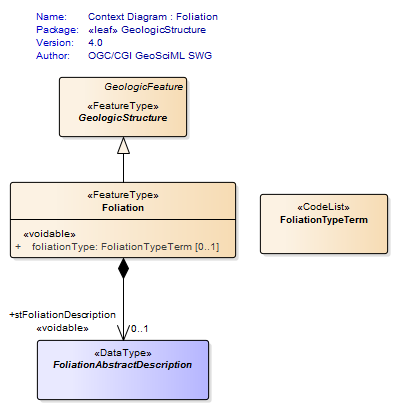 Name: Context Diagram : Foliation
Package: «leaf» GeologicStructure
Version: 4.0
Author: OGC/CGI GeoSciML SWG
GeologicFeature
«FeatureType»
GeologicStructure
«FeatureType»
Foliation
«voidable»
+ foliationType: FoliationTypeTerm [0..1]
«CodeList»
FoliationTypeTerm
+stFoliationDescription
«voidable» 0..1
«DataType»
FoliationAbstractDescription